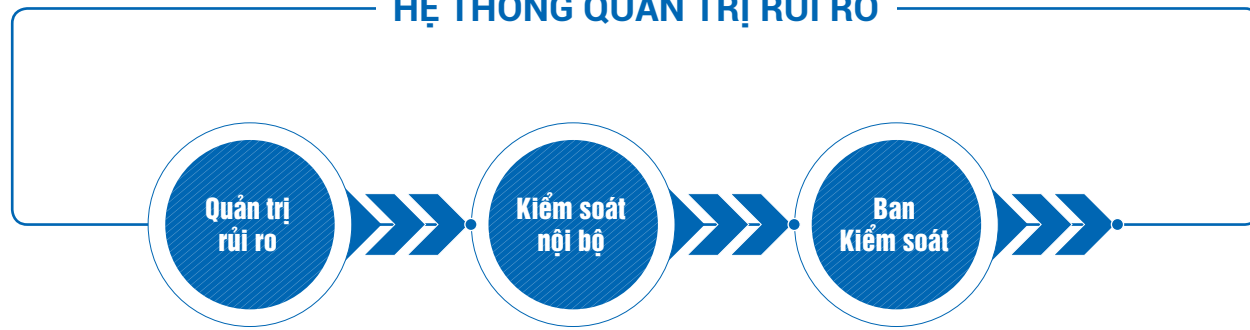 HỆ THỐNG QUẢN TRỊ RỦI RO
Quản trị
rủi ro
Kiểm soát
nội bộ
Ban
Kiểm soát